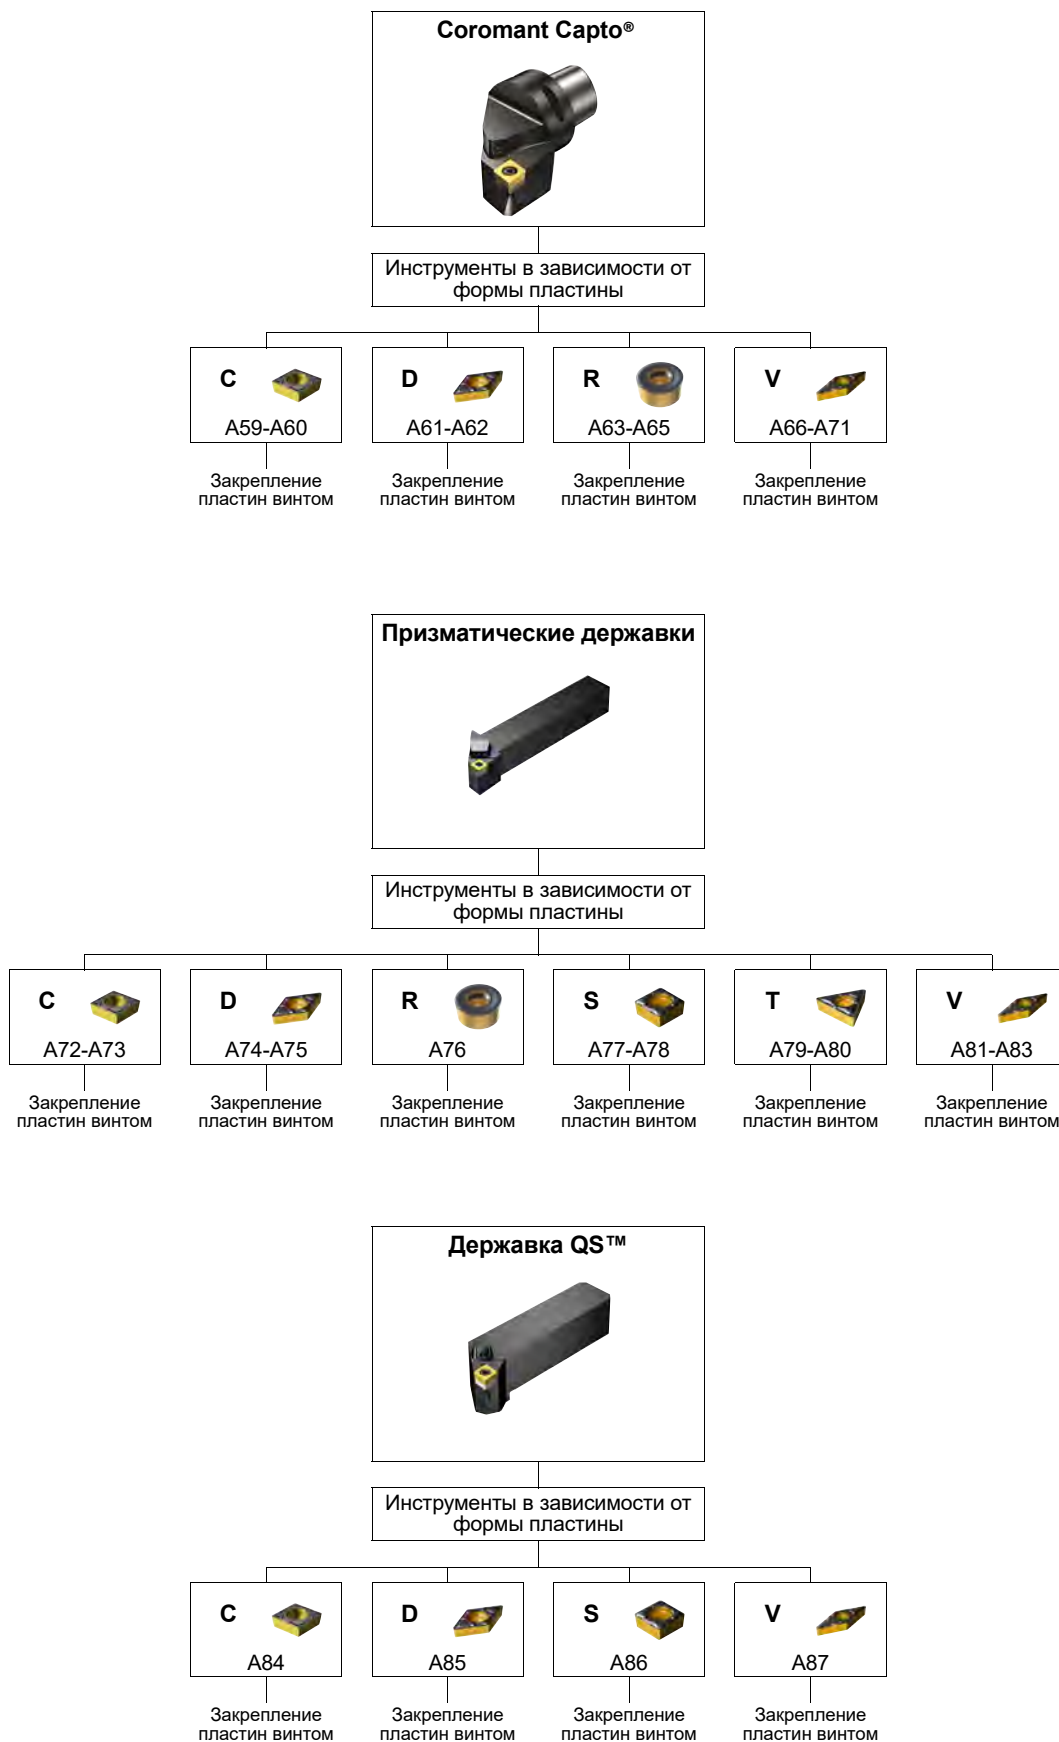 Coromant Capto®
Инструменты в зависимости от
формы пластины
C D R V
A59-A60 A61-A62 A63-A65 A66-A71
Закрепление Закрепление Закрепление Закрепление
пластин винтом пластин винтом пластин винтом пластин винтом
Призматические державки
Инструменты в зависимости от
формы пластины
C D R S T V
A72-A73 A74-A75 A76 A77-A78 A79-A80 A81-A83
Закрепление Закрепление Закрепление Закрепление Закрепление Закрепление
пластин винтом пластин винтом пластин винтом пластин винтом пластин винтом пластин винтом
Державка QS™
Инструменты в зависимости от
формы пластины
C D S V
A84 A85 A86 A87
Закрепление Закрепление Закрепление Закрепление
пластин винтом пластин винтом пластин винтом пластин винтом